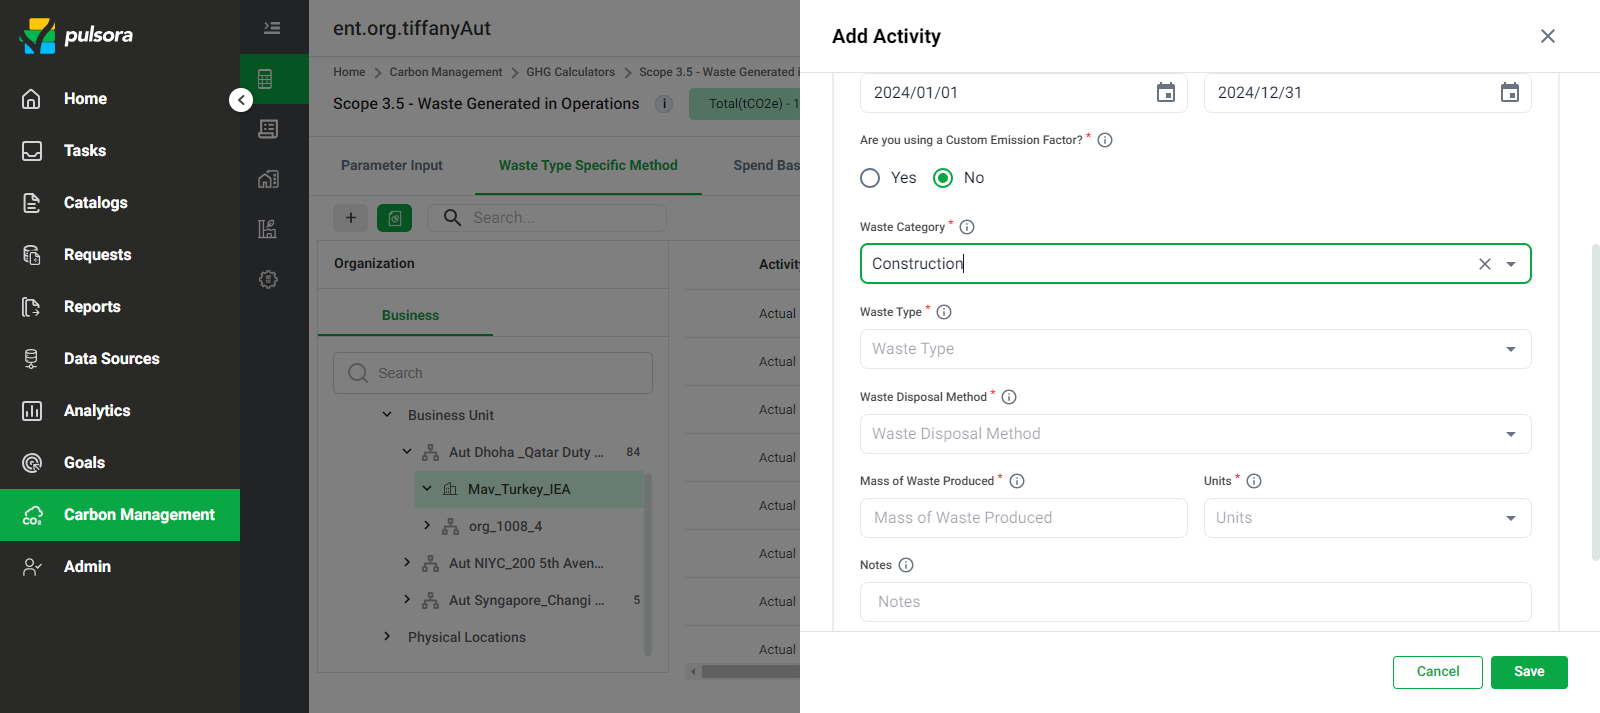 pulsora
Home
Tasks
Catalogs
Requests
Reports
Data Sources
Analytics
Goals
Carbon Management
Admin
ent.org.tiffanyAut
Home > Carbon Management > GHG Calculators > Scope 3.5 - Waste Generated
Scope 3.5 - Waste Generated in Operations
Total(tCO2e) - 1
Parameter Input
Waste Type Specific Method
Spend Bas
Search...
Organization
Business
Search
Business Unit
Aut Dhoha _Qatar Duty ... 84
Mav_Turkey_IEA
org_1008_4
Aut NIYC_200 5th Aven...
Aut Syngapore_Changi ... 5
Physical Locations
Activity
Actual
Actual
Actual
Actual
Actual
Actual
Actual
Actual
Add Activity
2024/01/01
2024/12/31
Are you using a Custom Emission Factor? *
Yes
No
Waste Category *
Construction
Waste Type *
Waste Type
Waste Disposal Method *
Waste Disposal Method
Mass of Waste Produced *
Units *
Mass of Waste Produced
Units
Notes
Notes
Cancel
Save